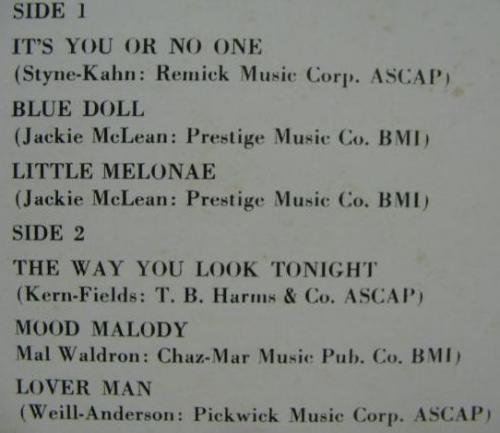 SIDE 1
IT'S YOU OR NO ONE
(Styne-Kahn: Remick Music Corp. ASCAP)
BLUE DOLL
(Jackie McLean: Prestige Music Co. BMI)
LITTLE MELONAE
(Jackie McLean: Prestige Music Co. BMI)
SIDE 2
THE WAY YOU LOOK TONIGHT
(Kern-Fields: T. B. Harms & Co. ASCAP)
MOOD MALODY
Mal Waldron: Chaz-Mar Music Pub. Co. BMI)
LOVER MAN
(Weill-Anderson: Pickwick Music Corp. ASCAP)